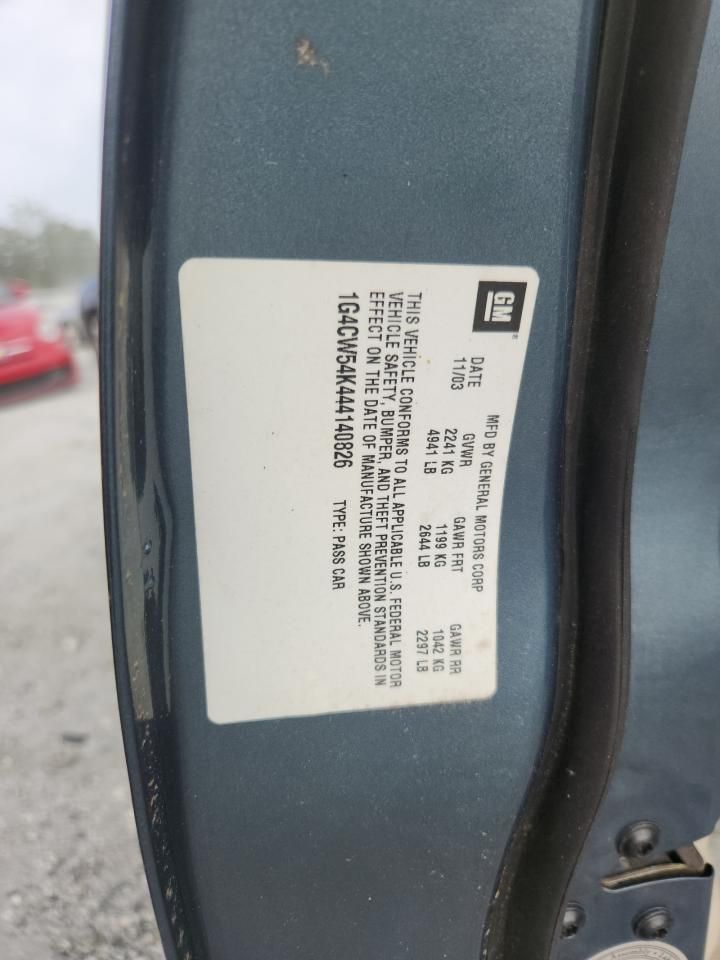 GM®
MFD BY GENERAL MOTORS CORP
DATE GVWR GAWR FRT GAWR RR
11/03 2241 KG 1199 KG 1042 KG
4941 LB 2644 LB 2297 LB
THIS VEHICLE CONFORMS TO ALL APPLICABLE U.S. FEDERAL MOTOR
VEHICLE SAFETY, BUMPER, AND THEFT PREVENTION STANDARDS IN
EFFECT ON THE DATE OF MANUFACTURE SHOWN ABOVE.
1G4CW54K444140826 TYPE: PASS CAR